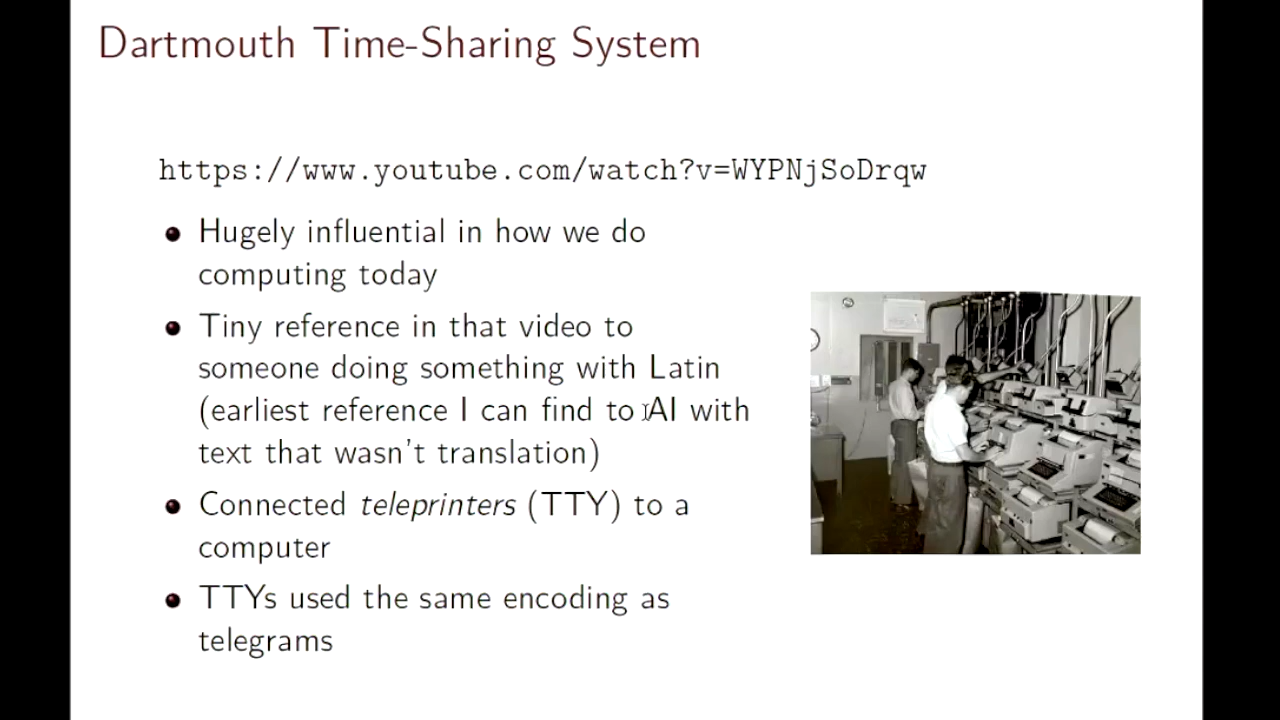 Dartmouth Time-Sharing System
https://www.youtube.com/watch?v=WYPNjSoDrqw
Hugely influential in how we do
computing today
Tiny reference in that video to
someone doing something with Latin
(earliest reference I can find to AI with
text that wasn't translation)
Connected teleprinters (TTY) to a
computer
TTYs used the same encoding as
telegrams